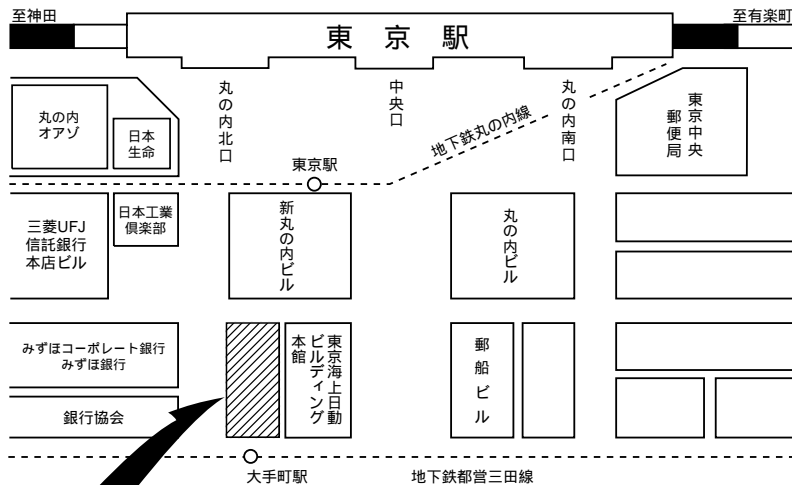 至神田
至有楽町
東京駅
丸の内北口
中央口
丸の内南口
丸の内
オアゾ
日本
生命
東京中央
郵便局
地下鉄丸の内線
東京駅
三菱UFJ
信託銀行
本店ビル
日本工業
倶楽部
新丸の内ビル
丸の内ビル
みずほコーポレート銀行
みずほ銀行
銀行協会
東京海上日動
ビルディング
本館
郵船ビル
大手町駅
地下鉄都営三田線